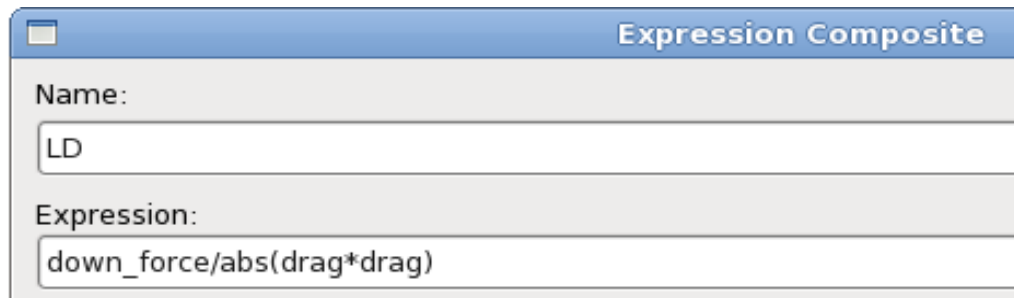 Expression Composite
Name:
LD
Expression:
down_force/abs(drag*drag)